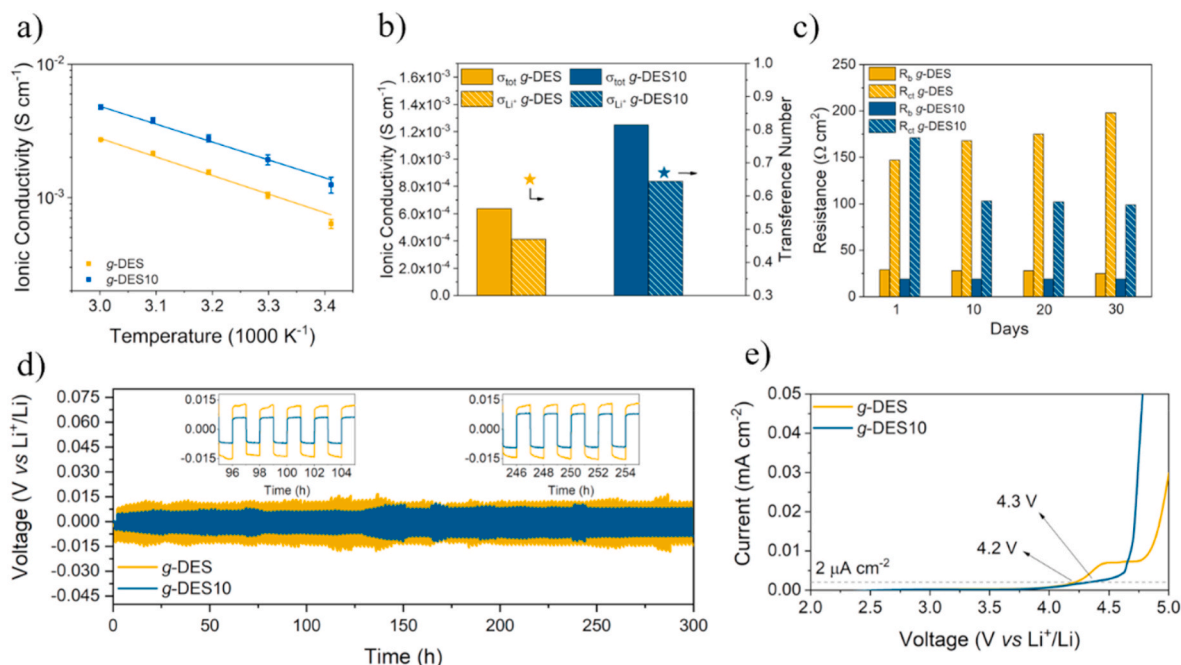 a)
10⁻²
10⁻³
Ionic Conductivity (S cm⁻¹)
g-DES
g-DES10
3.0 3.1 3.2 3.3 3.4
Temperature (1000 K⁻¹)
b)
σtot g-DES σtot g-DES10
σLi⁺ g-DES σLi⁺ g-DES10
1.6x10⁻³
1.4x10⁻³
1.2x10⁻³
1.0x10⁻³
8.0x10⁻⁴
6.0x10⁻⁴
4.0x10⁻⁴
2.0x10⁻⁴
0.0
Ionic Conductivity (S cm⁻¹)
1.0
0.9
0.8
0.7
0.6
0.5
0.4
0.3
Transference Number
c)
250
200
150
100
50
0
Resistance (Ω cm²)
Rb g-DES
Rct g-DES
Rb g-DES10
Rct g-DES10
1 10 20 30
Days
d)
0.075
0.060
0.045
0.030
0.015
0.000
-0.015
-0.030
-0.045
Voltage (V vs Li⁺/Li)
0.015
0.000
-0.015
96 98 100 102 104
Time (h)
0.015
0.000
-0.015
246 248 250 252 254
Time (h)
g-DES
g-DES10
0 50 100 150 200 250 300
Time (h)
e)
0.05
0.04
0.03
0.02
0.01
0.00
Current (mA cm⁻²)
g-DES
g-DES10
4.3 V
4.2 V
2 μA cm⁻²
2.0 2.5 3.0 3.5 4.0 4.5 5.0
Voltage (V vs Li⁺/Li)